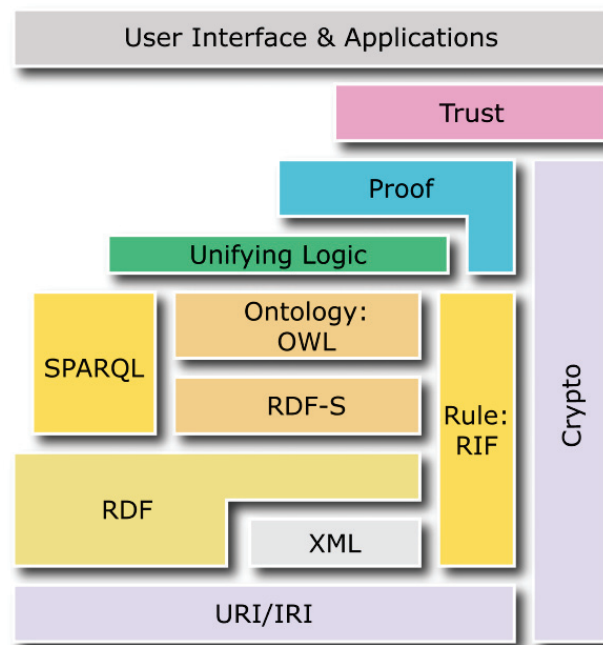 User Interface & Applications
Trust
Proof
Unifying Logic
Ontology:
OWL
SPARQL
RDF-S
Rule:
RIF
Crypto
RDF
XML
URI/IRI